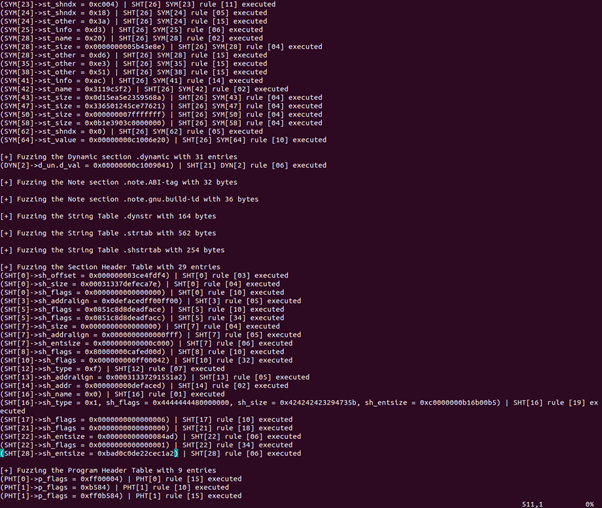 (SYM[23]->st_shndx = 0xc004) | SHT[26] SYM[23] rule [11] executed
(SYM[24]->st_shndx = 0x18) | SHT[26] SYM[24] rule [05] executed
(SYM[24]->st_other = 0x3a) | SHT[26] SYM[24] rule [15] executed
(SYM[25]->st_info = 0xd3) | SHT[26] SYM[25] rule [06] executed
(SYM[28]->st_name = 0x20) | SHT[26] SYM[28] rule [02] executed
(SYM[28]->st_size = 0x0000000005b43e8e) | SHT[26] SYM[28] rule [04] executed
(SYM[28]->st_other = 0xd6) | SHT[26] SYM[28] rule [15] executed
(SYM[35]->st_other = 0xe3) | SHT[26] SYM[35] rule [15] executed
(SYM[38]->st_other = 0x51) | SHT[26] SYM[38] rule [15] executed
(SYM[41]->st_info = 0xac) | SHT[26] SYM[41] rule [14] executed
(SYM[42]->st_name = 0x3119c5f2) | SHT[26] SYM[42] rule [02] executed
(SYM[43]->st_size = 0x0d15ea5e2359568a) | SHT[26] SYM[43] rule [04] executed
(SYM[47]->st_size = 0x336501245ce77621) | SHT[26] SYM[47] rule [04] executed
(SYM[50]->st_size = 0x000000007fffffff) | SHT[26] SYM[50] rule [04] executed
(SYM[58]->st_size = 0x0b1e3903c0000000) | SHT[26] SYM[58] rule [04] executed
(SYM[62]->st_shndx = 0x0) | SHT[26] SYM[62] rule [05] executed
(SYM[64]->st_value = 0x00000000c1006e20) | SHT[26] SYM[64] rule [10] executed
[+] Fuzzing the Dynamic section .dynamic with 31 entries
(DYN[2]->d_un.d_val = 0x00000000c1009041) | SHT[21] DYN[2] rule [06] executed
[+] Fuzzing the Note section .note.ABI-tag with 32 bytes
[+] Fuzzing the Note section .note.gnu.build-id with 36 bytes
[+] Fuzzing the String Table .dynstr with 164 bytes
[+] Fuzzing the String Table .strtab with 562 bytes
[+] Fuzzing the String Table .shstrtab with 254 bytes
[+] Fuzzing the Section Header Table with 29 entries
(SHT[0]->sh_offset = 0x000000003ce4fdf4) | SHT[0] rule [03] executed
(SHT[0]->sh_size = 0x00031337defeca7e) | SHT[0] rule [04] executed
(SHT[0]->sh_flags = 0x0000000000000000) | SHT[0] rule [10] executed
(SHT[3]->sh_addralign = 0x0defacedff00ff00) | SHT[3] rule [05] executed
(SHT[5]->sh_flags = 0x0851c8d8deadface) | SHT[5] rule [10] executed
(SHT[5]->sh_flags = 0x0851c8d8deadfacc) | SHT[5] rule [34] executed
(SHT[7]->sh_size = 0x0000000000000000) | SHT[7] rule [04] executed
(SHT[7]->sh_addralign = 0x0000000000000fff) | SHT[7] rule [05] executed
(SHT[7]->sh_entsize = 0x000000000000c000) | SHT[7] rule [06] executed
(SHT[8]->sh_flags = 0x80000000cafed00d) | SHT[8] rule [10] executed
(SHT[10]->sh_flags = 0x000000000ff00042) | SHT[10] rule [32] executed
(SHT[12]->sh_type = 0xf) | SHT[12] rule [07] executed
(SHT[13]->sh_addralign = 0x00031337291551a2) | SHT[13] rule [05] executed
(SHT[14]->sh_addr = 0x0000000000defaced) | SHT[14] rule [02] executed
(SHT[16]->sh_name = 0x0) | SHT[16] rule [01] executed
(SHT[16]->sh_type = 0x1, sh_flags = 0x4444444480000000, sh_size = 0x424242423294735b, sh_entsize = 0xc0000000b16b00b5) | SHT[16] rule [19] ex
ecuted
(SHT[17]->sh_flags = 0x0000000000000006) | SHT[17] rule [10] executed
(SHT[21]->sh_flags = 0x0000000000000000) | SHT[21] rule [18] executed
(SHT[22]->sh_entsize = 0x00000000000084ad) | SHT[22] rule [06] executed
(SHT[22]->sh_flags = 0x0000000000000001) | SHT[22] rule [34] executed
(SHT[28]->sh_entsize = 0xbad0c0de22cec1a2) | SHT[28] rule [06] executed
[+] Fuzzing the Program Header Table with 9 entries
(PHT[0]->p_flags = 0xff00004) | PHT[0] rule [15] executed
(PHT[1]->p_flags = 0xb584) | PHT[1] rule [10] executed
(PHT[1]->p_flags = 0xff0b584) | PHT[1] rule [15] executed
511,1 0%